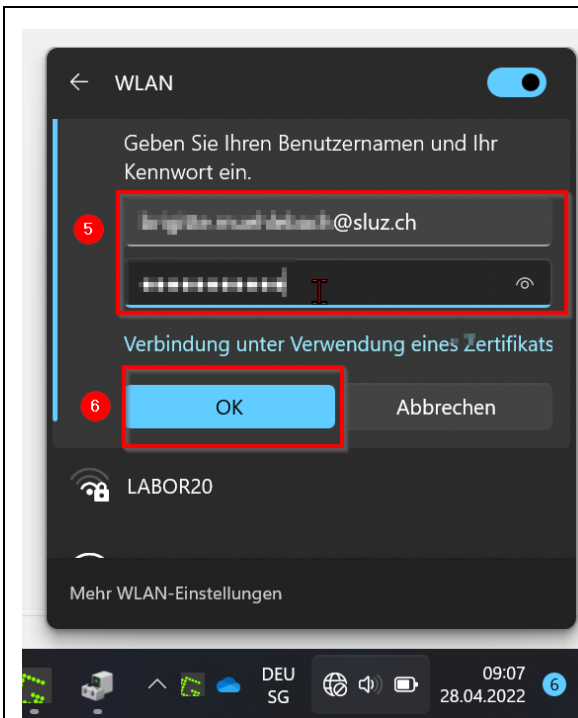 WLAN
Geben Sie Ihren Benutzernamen und Ihr
Kennwort ein.
5
@sluz.ch
Verbindung unter Verwendung eines Zertifikats
6
OK
Abbrechen
LABOR20
Mehr WLAN-Einstellungen
DEU
SG
09:07
28.04.2022
6